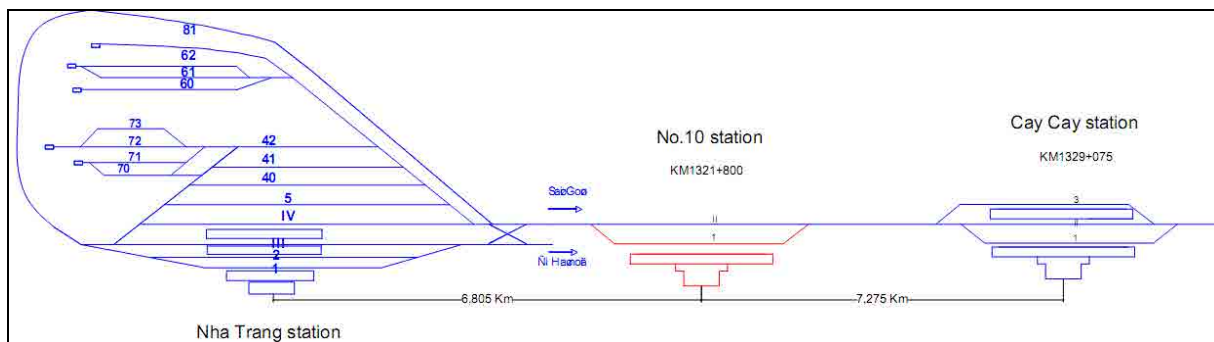 81
62
61
60
73
72
71
70
42
41
40
5
IV
III
2
1
No.10 station
KM1321+800
II
1
Cay Cay station
KM1329+075
3
II
1
6.805 Km
7.275 Km
Nha Trang station